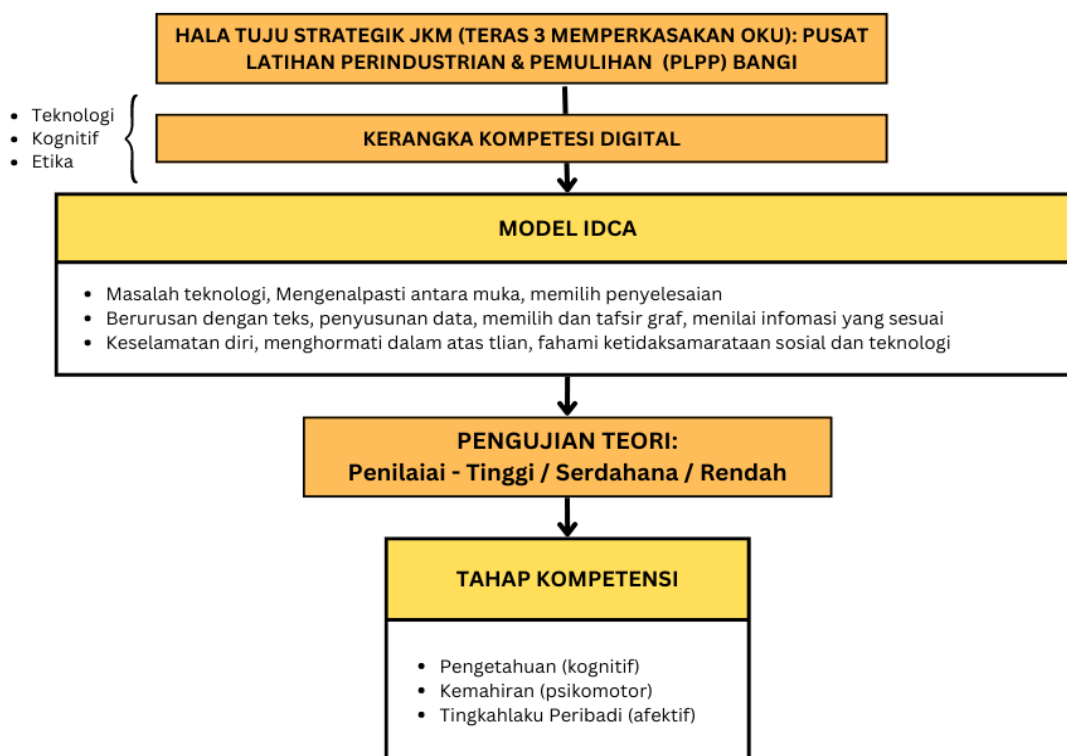 HALA TUJU STRATEGIK JKM (TERAS 3 MEMPERKASAKAN OKU): PUSAT
LATIHAN PERINDUSTRIAN & PEMULIHAN (PLPP) BANGI
• Teknologi
• Kognitif
• Etika
KERANGKA KOMPETESI DIGITAL
MODEL IDCA
• Masalah teknologi, Mengenalpasti antara muka, memilih penyelesaian
• Berurusan dengan teks, penyusunan data, memilih dan tafsir graf, menilai infomasi yang sesuai
• Keselamatan diri, menghormati dalam atas tlian, fahami ketidaksamarataan sosial dan teknologi
PENGUJIAN TEORI:
Penilaiai - Tinggi / Serdahana / Rendah
TAHAP KOMPETENSI
• Pengetahuan (kognitif)
• Kemahiran (psikomotor)
• Tingkahlaku Peribadi (afektif)